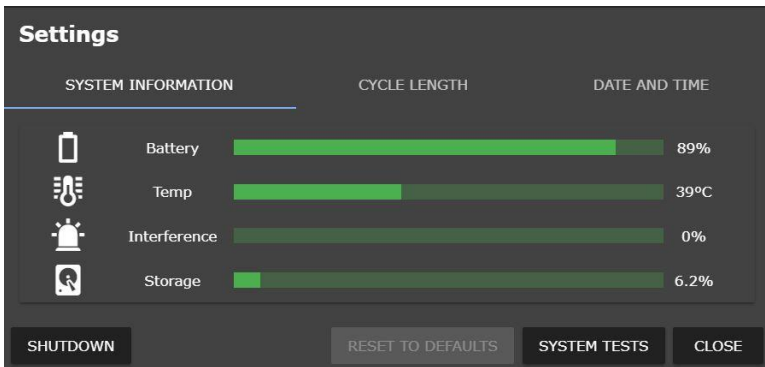 Settings
SYSTEM INFORMATION CYCLE LENGTH DATE AND TIME
Battery 89%
Temp 39°C
Interference 0%
Storage 6.2%
SHUTDOWN RESET TO DEFAULTS SYSTEM TESTS CLOSE